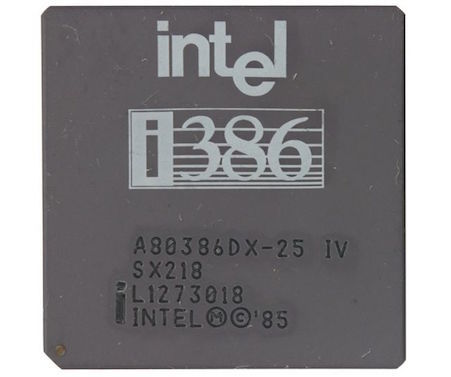 intel
i386
A80386DX-25 IV
SX218
L1273018
INTEL Ⓜ © '85